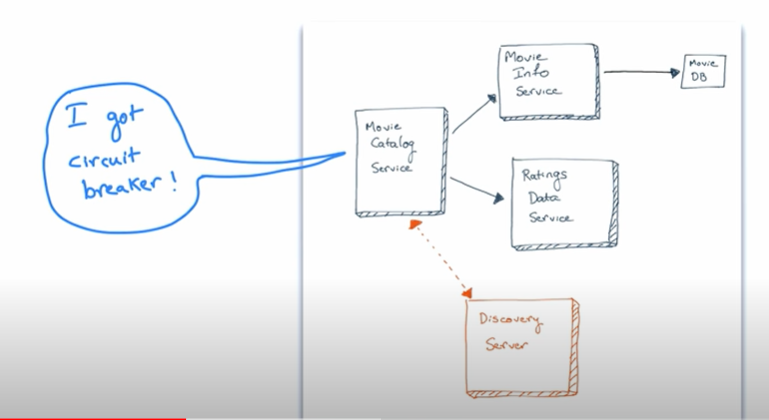 I got
circuit
breaker!
Movie
Catalog
Service
Movie
Info
Service
Movie
DB
Ratings
Data
Service
Discovery
Server